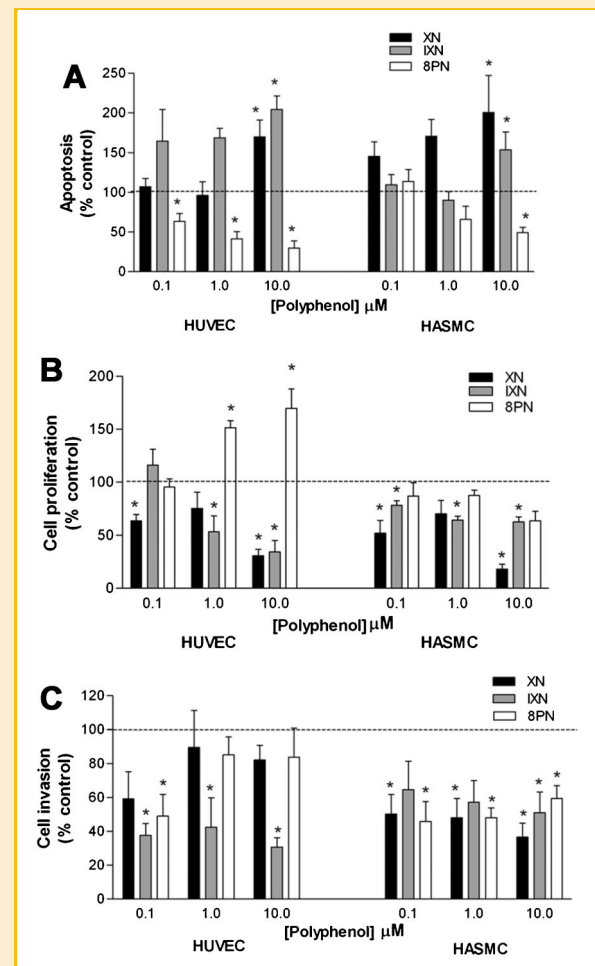 XN
IXN
8PN
A
Apoptosis
(% control)
250
200
150
100
50
0
*
*
*
*
*
*
*
*
0.1 1.0 10.0 0.1 1.0 10.0
[Polyphenol] μM
HUVEC HASMC
B
XN
IXN
8PN
Cell proliferation
(% control)
200
150
100
50
0
*
*
*
*
*
*
*
*
*
*
*
0.1 1.0 10.0 0.1 1.0 10.0
[Polyphenol] μM
HUVEC HASMC
C
XN
IXN
8PN
Cell invasion
(% control)
120
100
80
60
40
20
0
*
*
*
*
*
*
*
*
*
*
*
0.1 1.0 10.0 0.1 1.0 10.0
[Polyphenol] μM
HUVEC HASMC